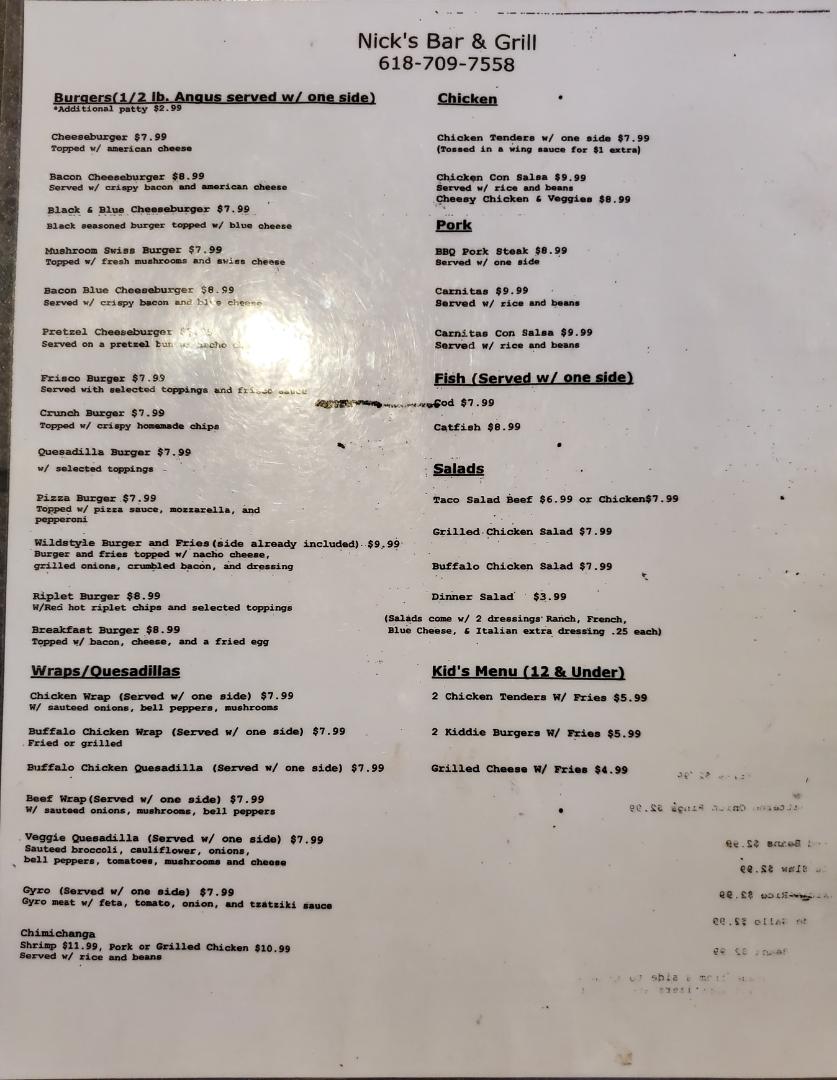 Nick's Bar & Grill
618-709-7558
Burgers(1/2 lb. Angus served w/ one side)
*Additional patty $2.99
Cheeseburger $7.99
Topped w/ american cheese
Bacon Cheeseburger $8.99
Served w/ crispy bacon and american cheese
Black & Blue Cheeseburger $7.99
Black seasoned burger topped w/ blue cheese
Mushroom Swiss Burger $7.99
Topped w/ fresh mushrooms and swiss cheese
Bacon Blue Cheeseburger $8.99
Served w/ crispy bacon and blue cheese
Pretzel Cheeseburger
Served on a pretzel bun w/ nacho
Frisco Burger $7.99
Served with selected toppings and frisco sauce
Crunch Burger $7.99
Topped w/ crispy homemade chips
Quesadilla Burger $7.99
w/ selected toppings
Pizza Burger $7.99
Topped w/ pizza sauce, mozzarella, and
pepperoni
Wildstyle Burger and Fries(side already included) $9.99
Burger and fries topped w/ nacho cheese,
grilled onions, crumbled bacon, and dressing
Riplet Burger $8.99
W/Red hot riplet chips and selected toppings
Breakfast Burger $8.99
Topped w/ bacon, cheese, and a fried egg
Wraps/Quesadillas
Chicken Wrap (Served w/ one side) $7.99
W/ sauteed onions, bell peppers, mushrooms
Buffalo Chicken Wrap (Served w/ one side) $7.99
Fried or grilled
Buffalo Chicken Quesadilla (Served w/ one side) $7.99
Beef Wrap(Served w/ one side) $7.99
W/ sauteed onions, mushrooms, bell peppers
Veggie Quesadilla (Served w/ one side) $7.99
Sauteed broccoli, cauliflower, onions,
bell peppers, tomatoes, mushrooms and cheese
Gyro (Served w/ one side) $7.99
Gyro meat w/ feta, tomato, onion, and tzatziki sauce
Chimichanga
Shrimp $11.99, Pork or Grilled Chicken $10.99
Served w/ rice and beans
Chicken
Chicken Tenders w/ one side $7.99
(Tossed in a wing sauce for $1 extra)
Chicken Con Salsa $9.99
Served w/ rice and beans
Cheesy Chicken & Veggies $8.99
Pork
BBQ Pork Steak $8.99
Served w/ one side
Carnitas $9.99
Served w/ rice and beans
Carnitas Con Salsa $9.99
Served w/ rice and beans
Fish (Served w/ one side)
Cod $7.99
Catfish $8.99
Salads
Taco Salad Beef $6.99 or Chicken$7.99
Grilled Chicken Salad $7.99
Buffalo Chicken Salad $7.99
Dinner Salad $3.99
(Salads come w/ 2 dressings Ranch, French,
Blue Cheese, & Italian extra dressing .25 each)
Kid's Menu (12 & Under)
2 Chicken Tenders W/ Fries $5.99
2 Kiddie Burgers W/ Fries $5.99
Grilled Cheese W/ Fries $4.99